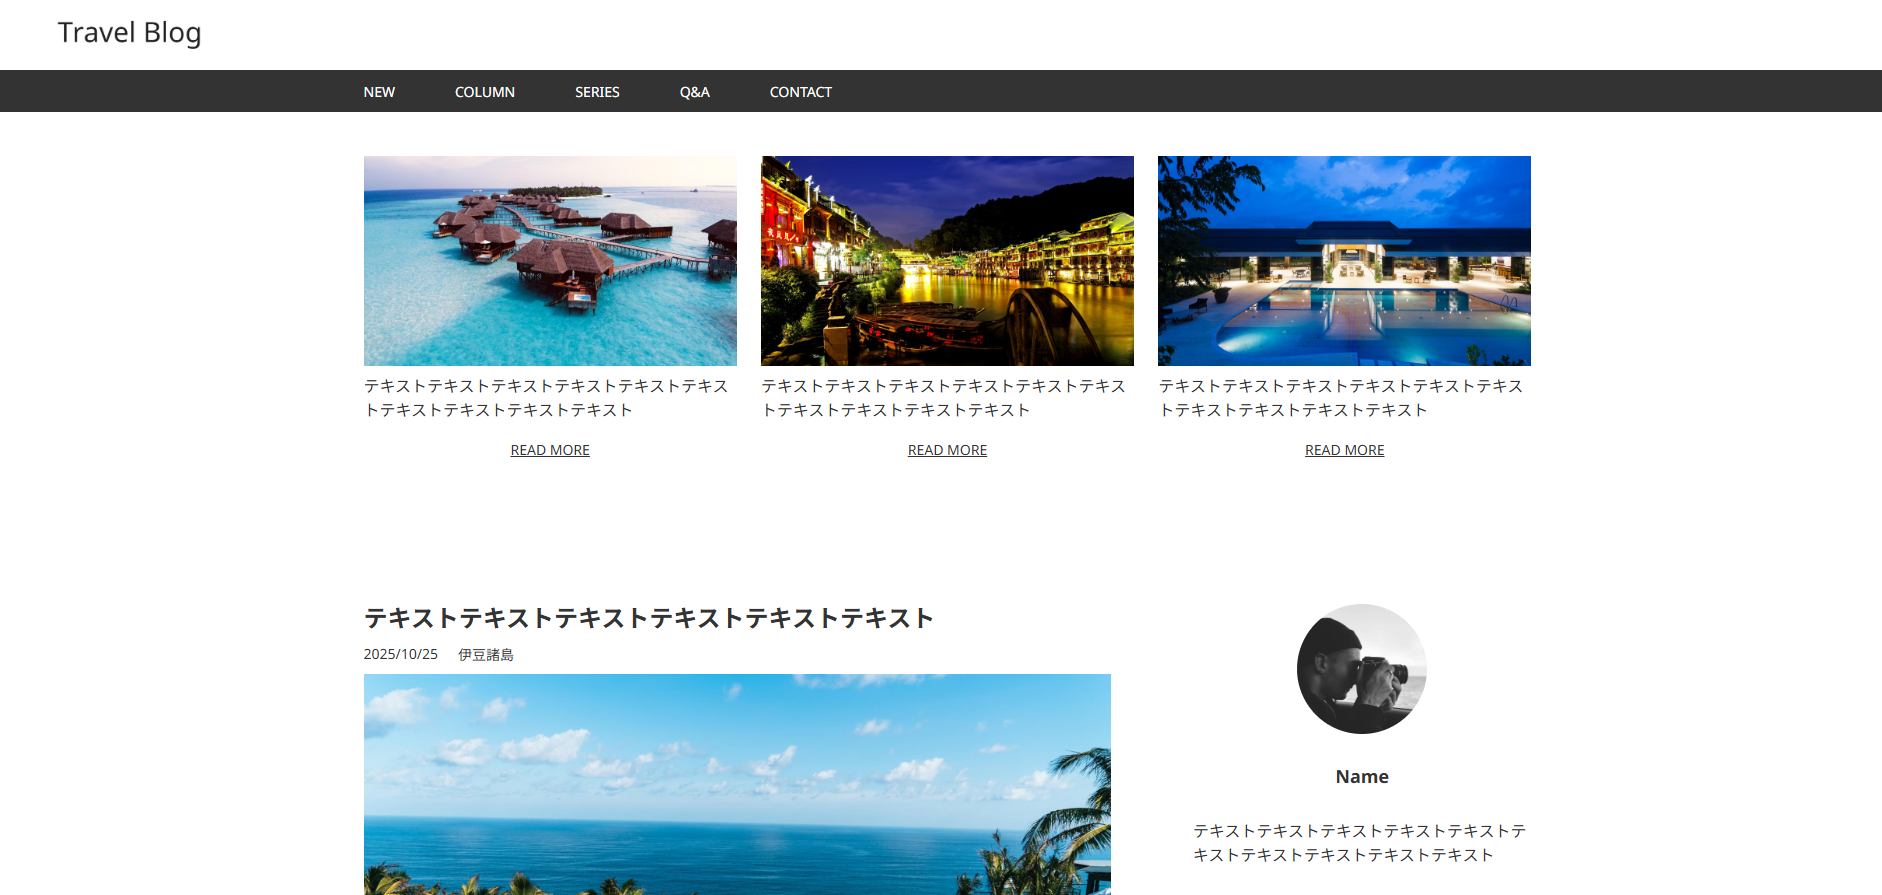 Travel Blog
NEW
COLUMN
SERIES
Q&A
CONTACT
テキストテキストテキストテキストテキストテキス
トテキストテキストテキストテキスト
READ MORE
テキストテキストテキストテキストテキストテキス
トテキストテキストテキストテキスト
READ MORE
テキストテキストテキストテキストテキストテキス
トテキストテキストテキストテキスト
READ MORE
テキストテキストテキストテキストテキストテキスト
2025/10/25 伊豆諸島
Name
テキストテキストテキストテキストテキストテ
キストテキストテキストテキストテキスト